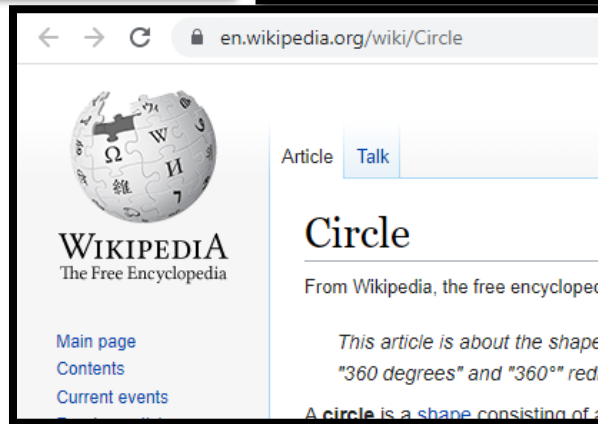 en.wikipedia.org/wiki/Circle
Article Talk
WIKIPEDIA
The Free Encyclopedia
Circle
From Wikipedia, the free encycloped
This article is about the shape
"360 degrees" and "360°" red
A circle is a shape consisting of a
Main page
Contents
Current events